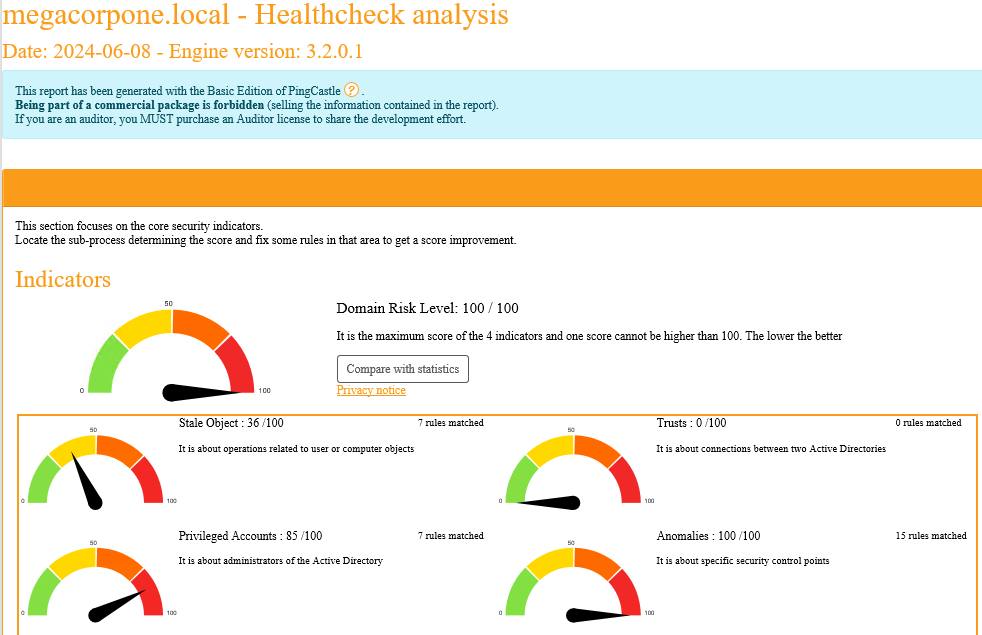 megacorpone.local - Healthcheck analysis
Date: 2024-06-08 - Engine version: 3.2.0.1
This report has been generated with the Basic Edition of PingCastle ? .
Being part of a commercial package is forbidden (selling the information contained in the report).
If you are an auditor, you MUST purchase an Auditor license to share the development effort.
This section focuses on the core security indicators.
Locate the sub-process determining the score and fix some rules in that area to get a score improvement.
Indicators
50
0
100
Domain Risk Level: 100 / 100
It is the maximum score of the 4 indicators and one score cannot be higher than 100. The lower the better
Compare with statistics
Privacy notice
50
0
100
Stale Object : 36 /100
7 rules matched
It is about operations related to user or computer objects
50
0
100
Trusts : 0 /100
0 rules matched
It is about connections between two Active Directories
50
0
100
Privileged Accounts : 85 /100
7 rules matched
It is about administrators of the Active Directory
50
0
100
Anomalies : 100 /100
15 rules matched
It is about specific security control points